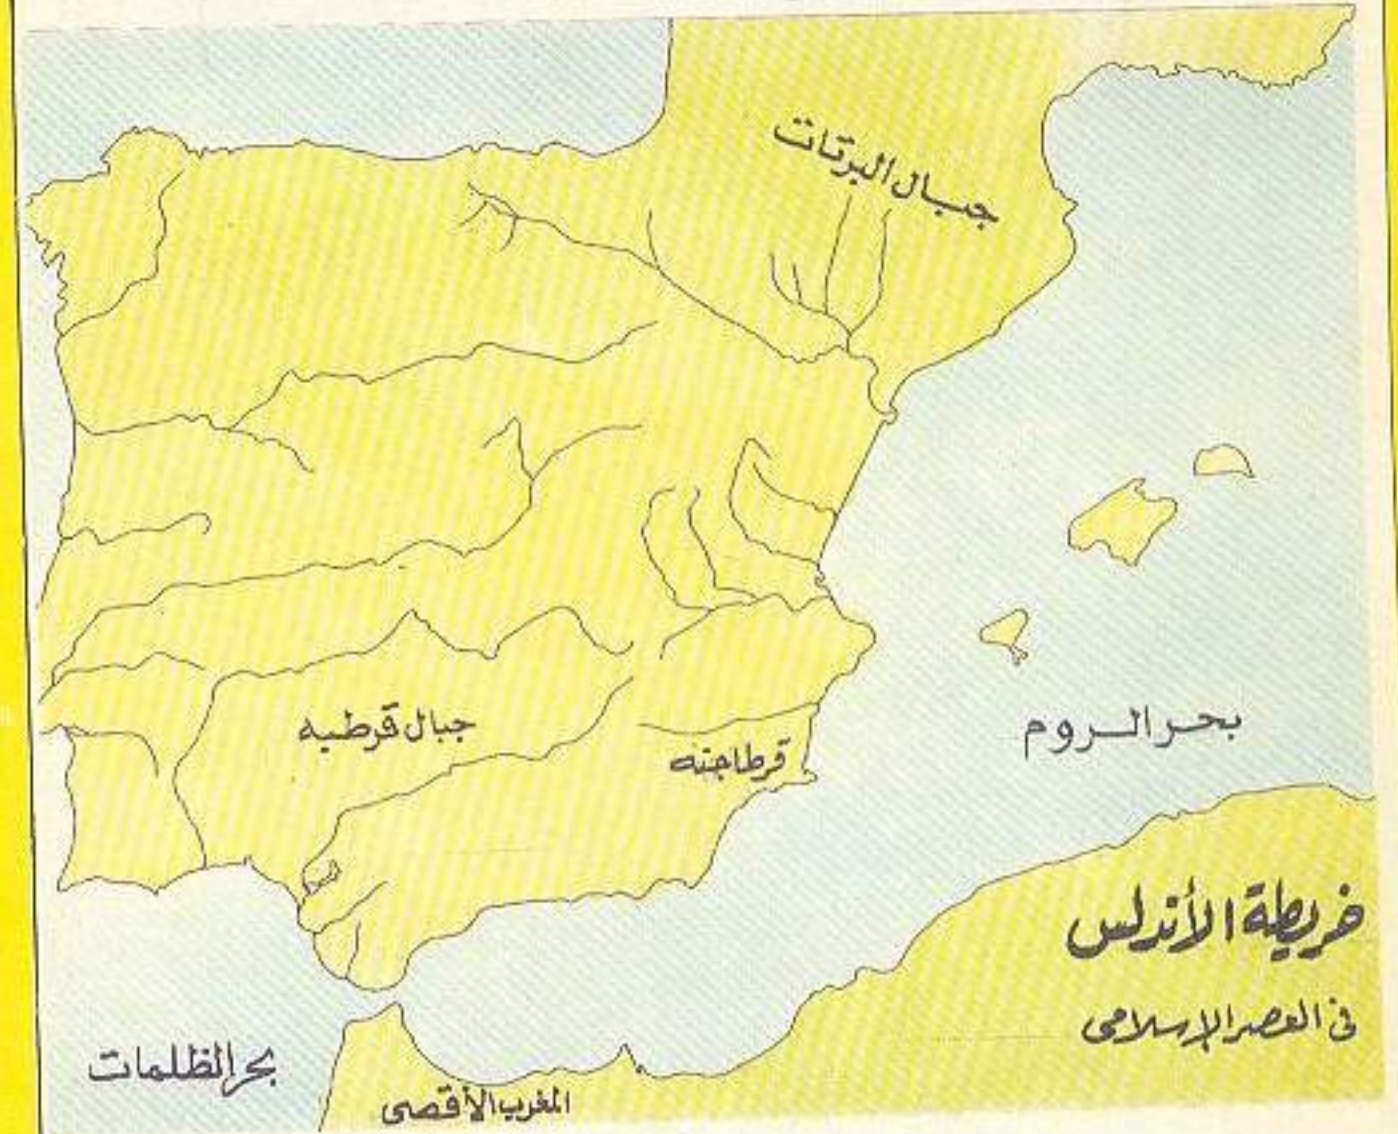 جبال البرتات
جبال قرطبه
قرطاجنه
بحر الروم
خريطة الأندلس
فى العصر الإسلامى
بحر الظلمات
المغرب الأقصى